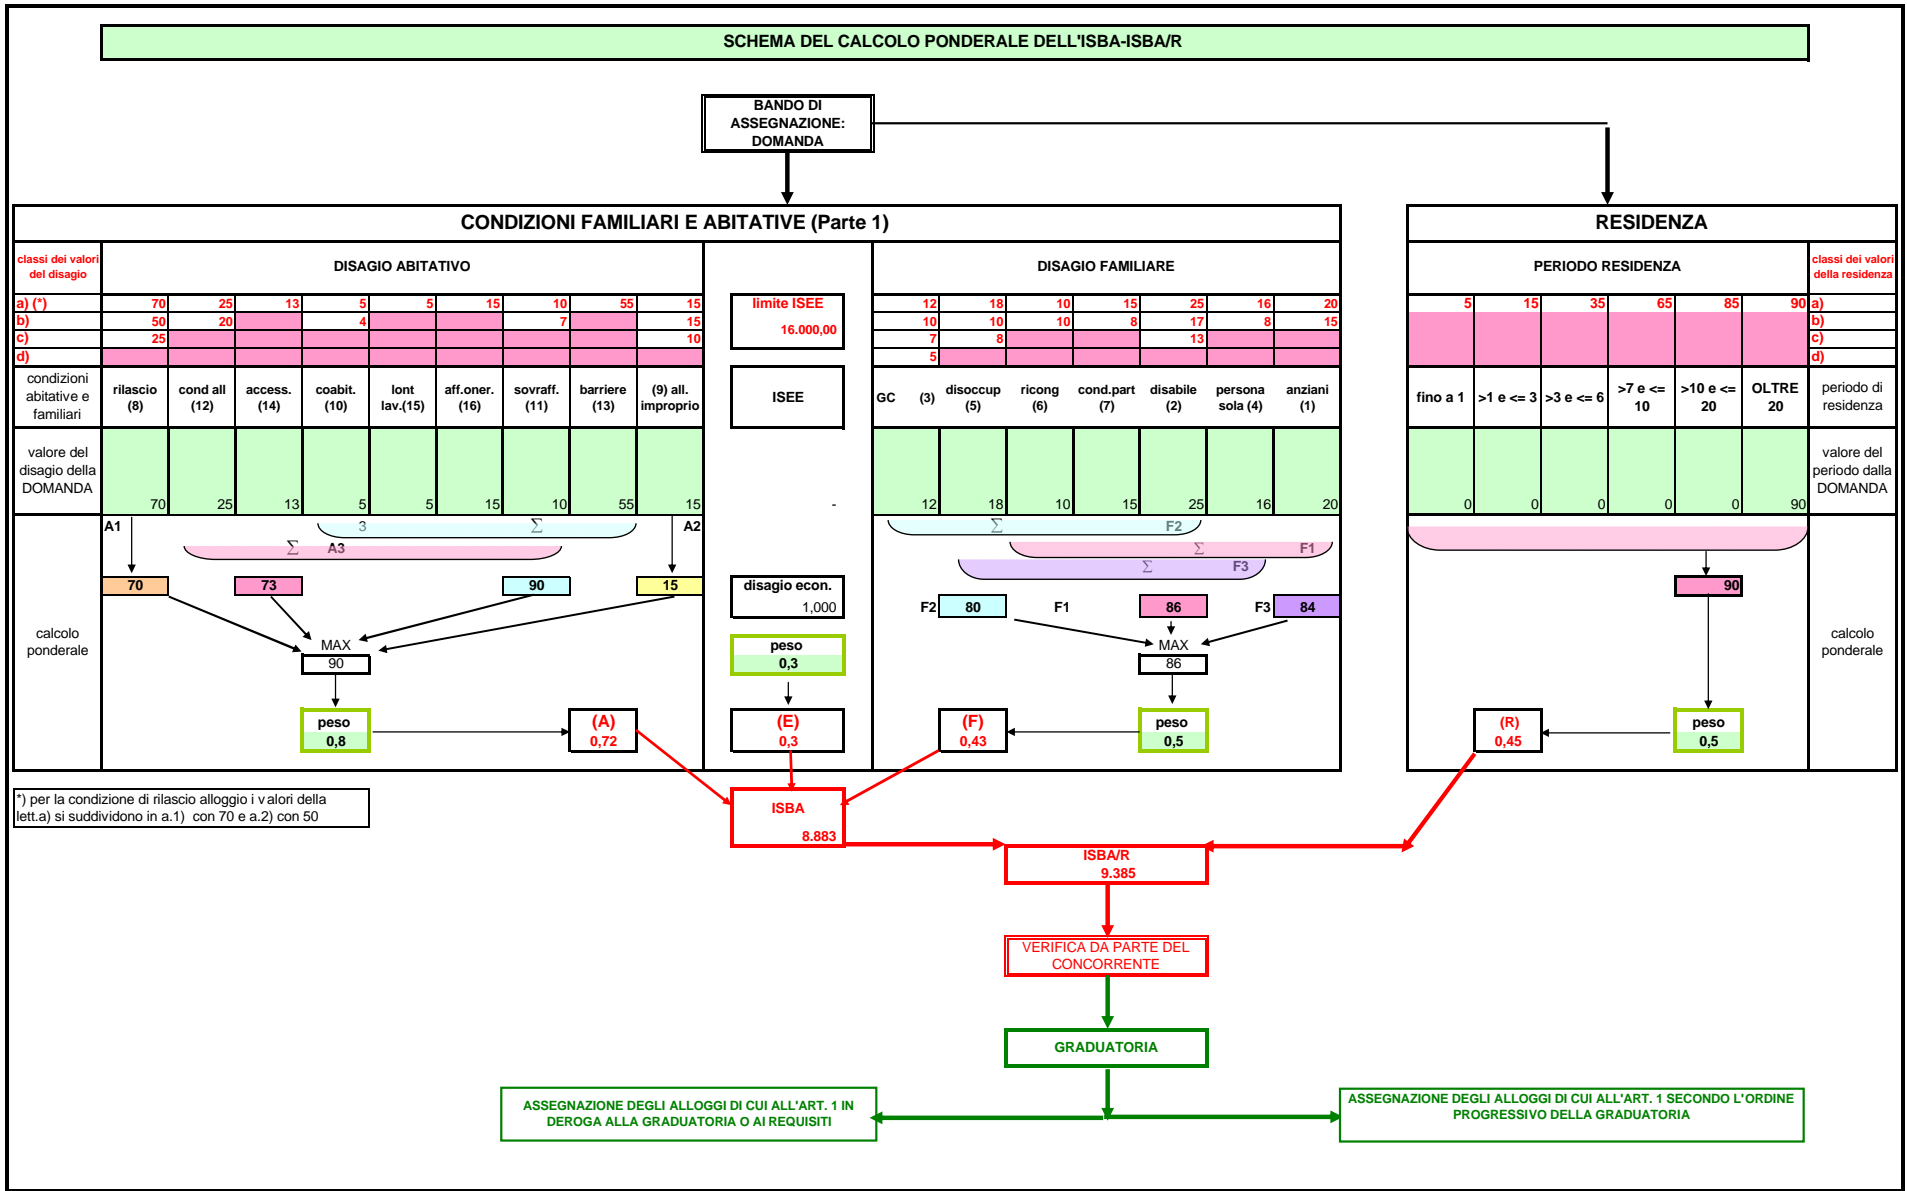 SCHEMA DEL CALCOLO PONDERALE DELL'ISBA-ISBA/R
BANDO DI
ASSEGNAZIONE:
DOMANDA
CONDIZIONI FAMILIARI E ABITATIVE (Parte 1)
RESIDENZA
classi dei valori
del disagio
DISAGIO ABITATIVO
DISAGIO FAMILIARE
PERIODO RESIDENZA
classi dei valori
della residenza
a) (*) 70 25 13 5 5 15 10 55 15 limite ISEE 12 18 10 15 25 16 20 5 15 35 65 85 90 a)
b) 50 20 4 7 15 16.000,00 10 10 10 8 17 8 15 b)
c) 25 10 7 8 13 c)
d) 5 d)
condizioni
abitative e
familiari
rilascio
(8)
cond all
(12)
access.
(14)
coabit.
(10)
lont
lav.(15)
aff.oner.
(16)
sovraff.
(11)
barriere
(13)
(9) all.
improprio
ISEE
GC (3)
disoccup
(5)
ricong
(6)
cond.part
(7)
disabile
(2)
persona
sola (4)
anziani
(1)
fino a 1
>1 e <= 3
>3 e <= 6
>7 e <=
10
>10 e <=
20
OLTRE
20
periodo di
residenza
valore del
disagio della
DOMANDA
70 25 13 5 5 15 10 55 15 - 12 18 10 15 25 16 20 0 0 0 0 0 90
valore del
periodo dalla
DOMANDA
A1 3 Σ A2 Σ F2
Σ A3 Σ F1
Σ F3
70 73 90 15 disagio econ. 90
1,000 F2 80 F1 86 F3 84
calcolo
ponderale
MAX
90
peso
0,3
MAX
86
calcolo
ponderale
peso
0,8
(A)
0,72
(E)
0,3
(F)
0,43
peso
0,5
(R)
0,45
peso
0,5
*) per la condizione di rilascio alloggio i valori della
lett.a) si suddividono in a.1) con 70 e a.2) con 50
ISBA
8.883
ISBA/R
9.385
VERIFICA DA PARTE DEL
CONCORRENTE
GRADUATORIA
ASSEGNAZIONE DEGLI ALLOGGI DI CUI ALL'ART. 1 IN
DEROGA ALLA GRADUATORIA O AI REQUISITI
ASSEGNAZIONE DEGLI ALLOGGI DI CUI ALL'ART. 1 SECONDO L'ORDINE
PROGRESSIVO DELLA GRADUATORIA